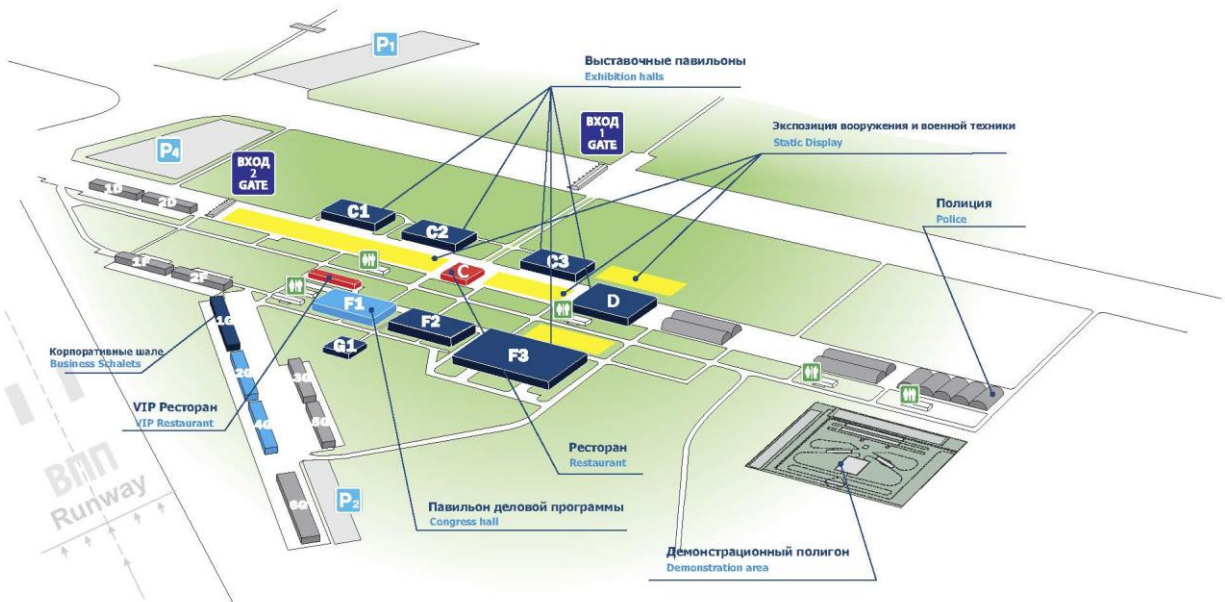 P1
Выставочные павильоны
Exhibition halls
ВХОД
1
GATE
Экспозиция вооружения и военной техники
Static Display
P4
ВХОД
2
GATE
1D
2D
C1
C2
C3
Полиция
Police
1F
2F
C
D
F1
F2
F3
G1
1G
2G
3G
4G
5G
6G
Корпоративные шале
Business Schalets
VIP Ресторан
VIP Restaurant
Ресторан
Restaurant
ВПП
Runway
P2
Павильон деловой программы
Congress hall
Демонстрационный полигон
Demonstration area